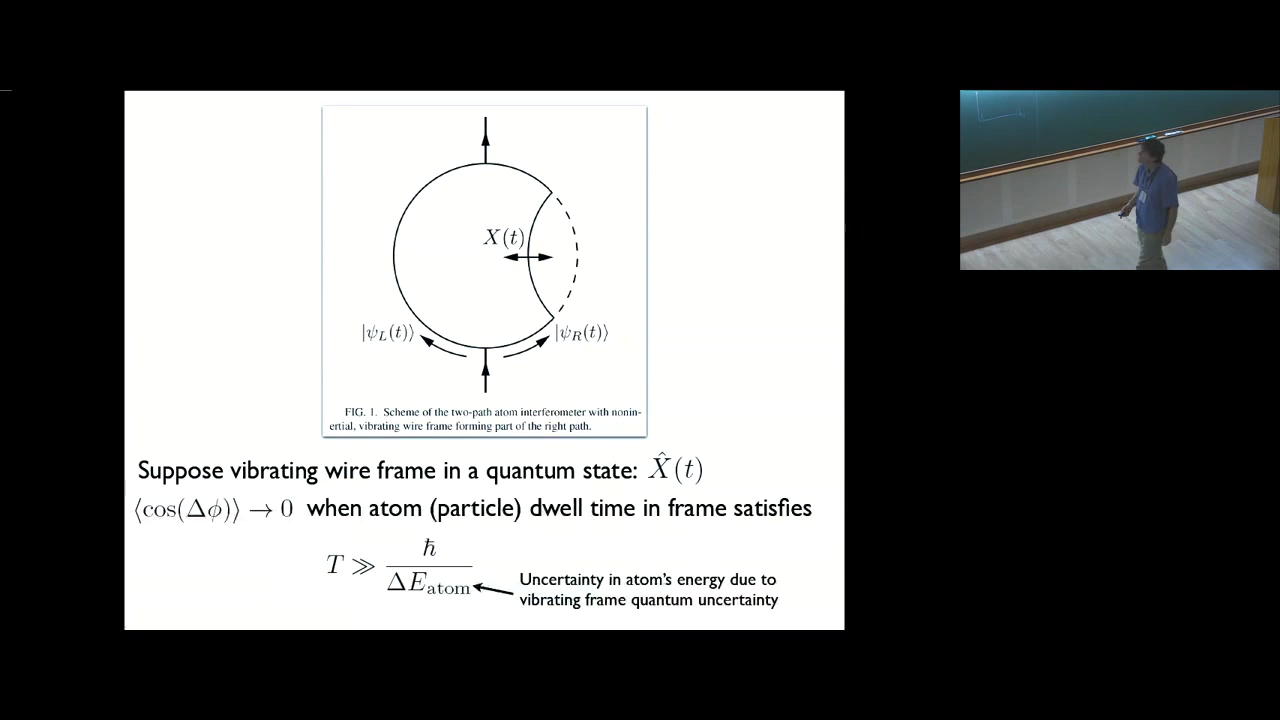 X(t)
|ψ_L(t)⟩
|ψ_R(t)⟩
FIG. 1. Scheme of the two-path atom interferometer with nonin-
ertial, vibrating wire frame forming part of the right path.
Suppose vibrating wire frame in a quantum state: X̂(t)
⟨cos(Δϕ)⟩ → 0 when atom (particle) dwell time in frame satisfies
T ≫ ħ / ΔE_atom
Uncertainty in atom's energy due to
vibrating frame quantum uncertainty